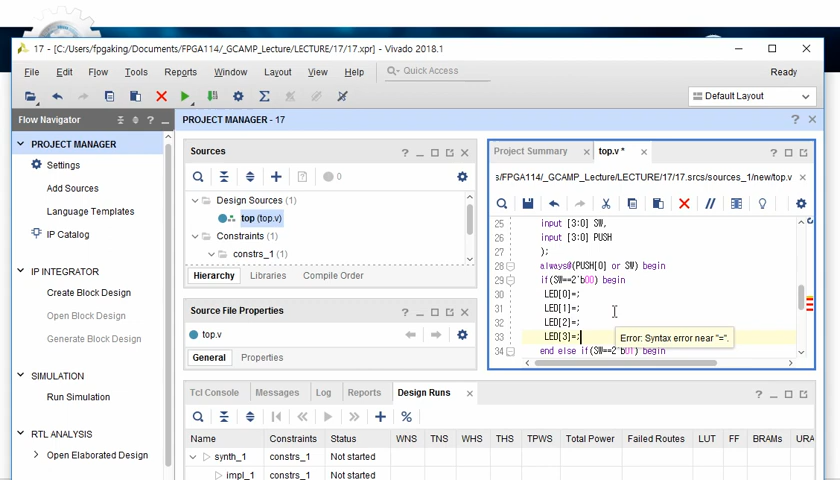 17 - [C:/Users/fpgaking/Documents/FPGA114/_GCAMP_Lecture/LECTURE/17/17.xpr] - Vivado 2018.1
File Edit Flow Tools Reports Window Layout View Help Quick Access Ready
Default Layout
Flow Navigator
PROJECT MANAGER - 17
PROJECT MANAGER
Settings
Add Sources
Language Templates
IP Catalog
IP INTEGRATOR
Create Block Design
Open Block Design
Generate Block Design
SIMULATION
Run Simulation
RTL ANALYSIS
Open Elaborated Design
Sources
0
Design Sources (1)
top (top.v)
Constraints (1)
constrs_1 (1)
Hierarchy Libraries Compile Order
Source File Properties
top.v
General Properties
Project Summary top.v *
s/FPGA114/_GCAMP_Lecture/LECTURE/17/17.srcs/sources_1/new/top.v
25 input [3:0] SW,
26 input [3:0] PUSH
27 );
28 always@(PUSH[0] or SW) begin
29 if(SW==2'b00) begin
30 LED[0]=;
31 LED[1]=;
32 LED[2]=;
33 LED[3]=;
34 end else if(SW==2'b01) begin
Error: Syntax error near "=".
Tcl Console Messages Log Reports Design Runs
Name Constraints Status WNS TNS WHS THS TPWS Total Power Failed Routes LUT FF BRAMs URA
synth_1 constrs_1 Not started
impl_1 constrs_1 Not started